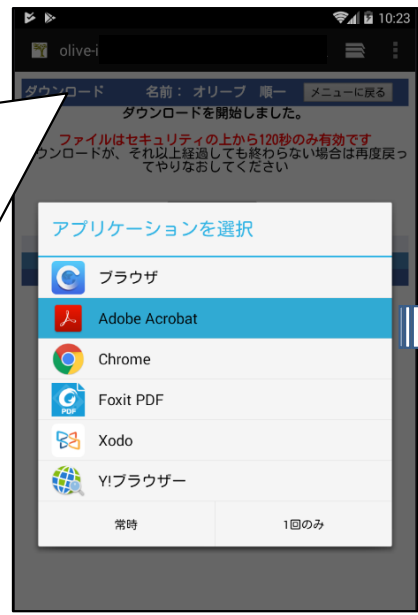 10:23
olive-i
ダウンロード 名前： オリーブ 順一 メニューに戻る
ダウンロードを開始しました。
ファイルはセキュリティの上から120秒のみ有効です
ウンロードが、それ以上経過しても終わらない場合は再度戻っ
てやりなおしてください
アプリケーションを選択
ブラウザ
Adobe Acrobat
Chrome
Foxit PDF
PDF
Xodo
Y!ブラウザー
常時 1回のみ